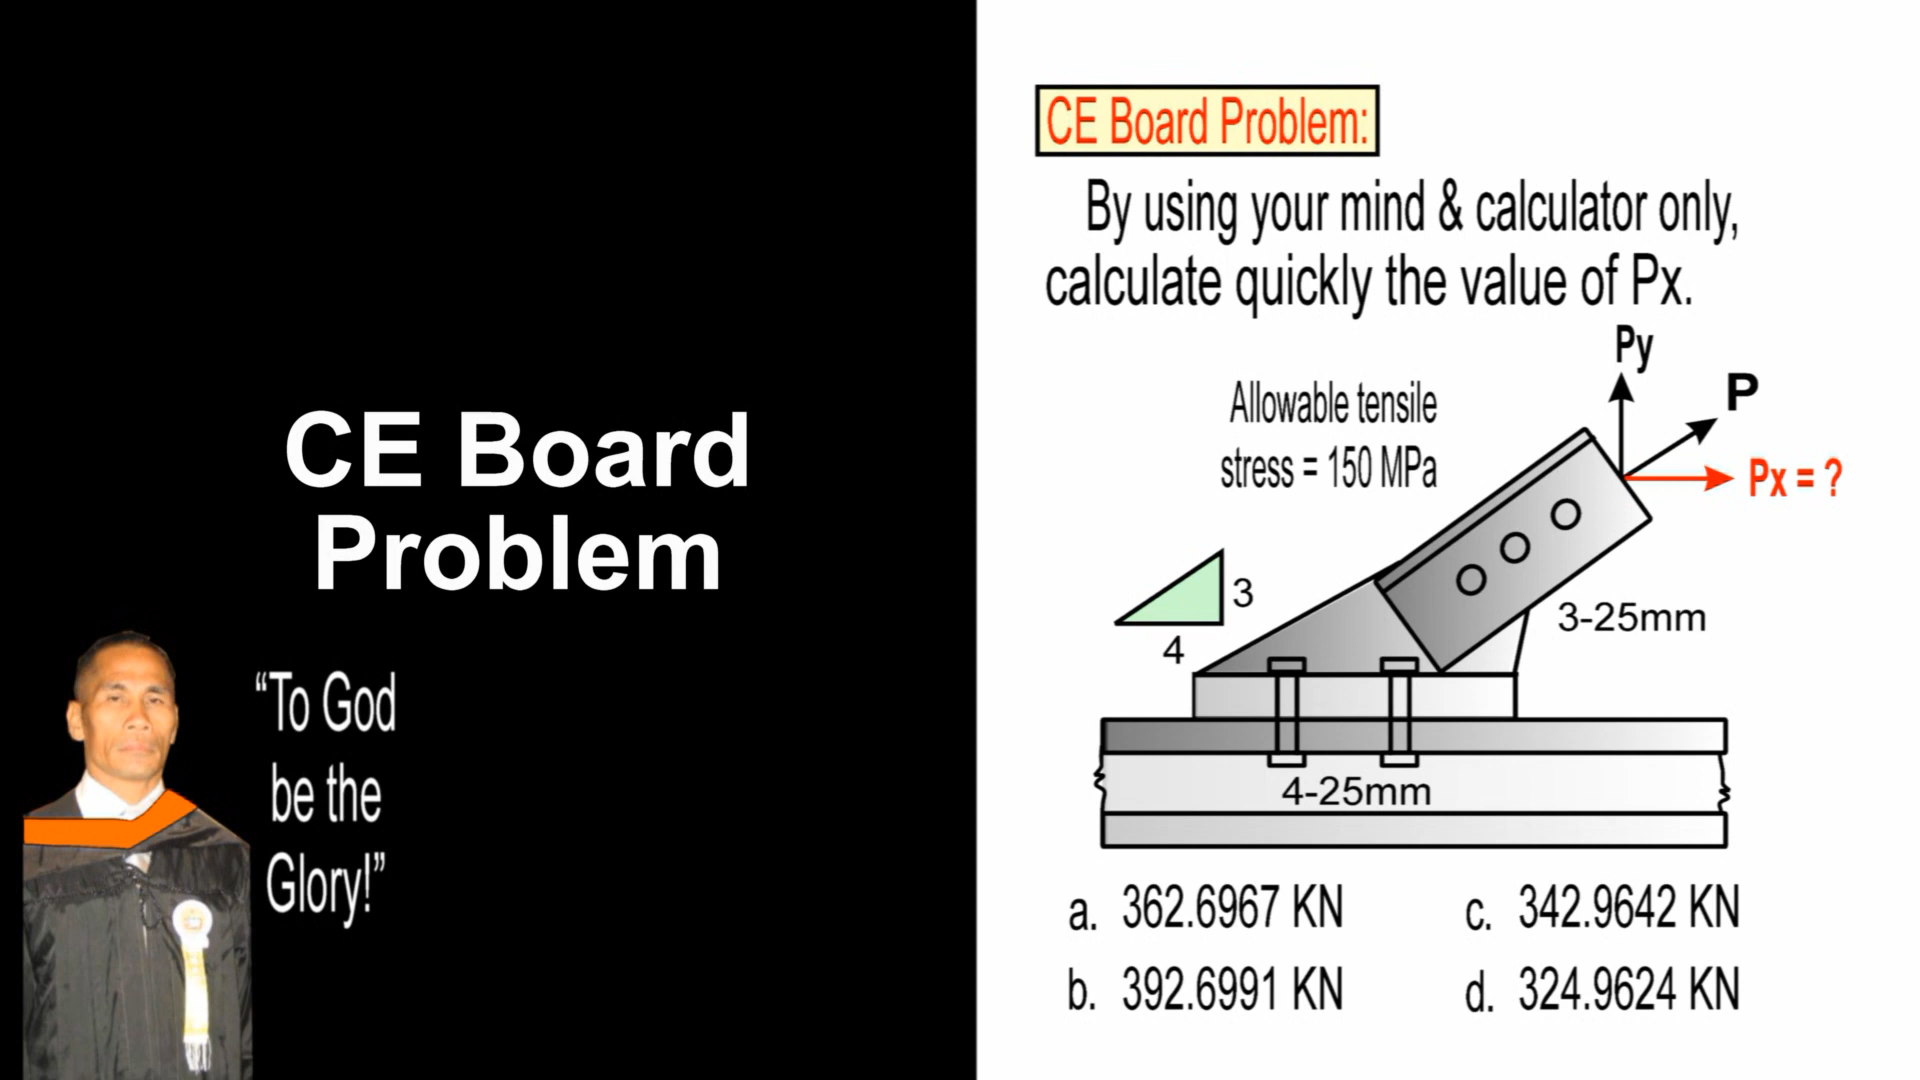 CE Board
Problem
“To God
be the
Glory!”
CE Board Problem:
By using your mind & calculator only,
calculate quickly the value of Px.
Py
P
Allowable tensile
stress = 150 MPa
Px = ?
3
4
3-25mm
4-25mm
a. 362.6967 KN
c. 342.9642 KN
b. 392.6991 KN
d. 324.9624 KN